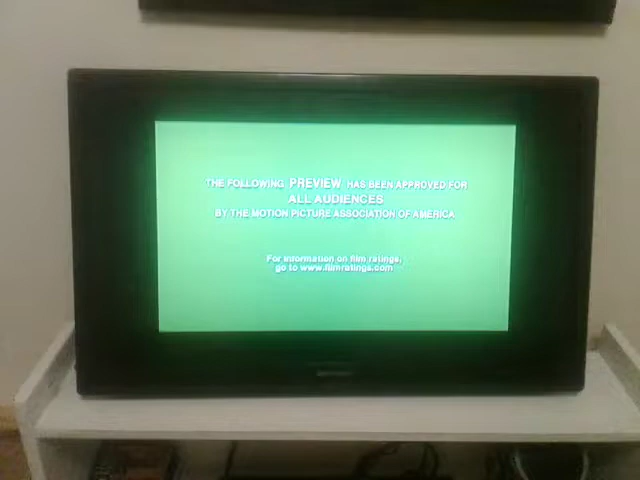 THE FOLLOWING PREVIEW HAS BEEN APPROVED FOR
ALL AUDIENCES
BY THE MOTION PICTURE ASSOCIATION OF AMERICA
For information on film ratings,
go to www.filmratings.com